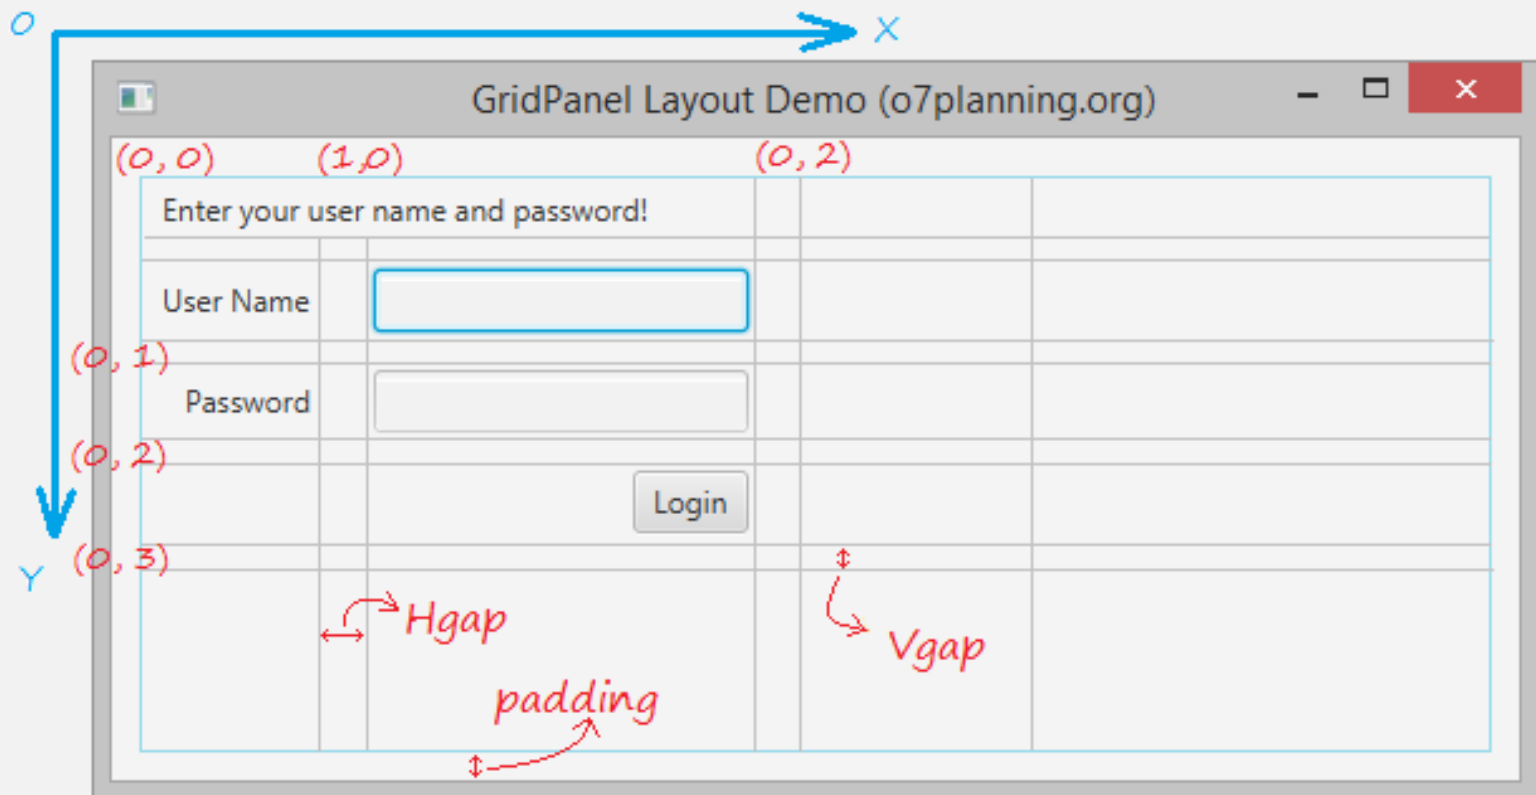 O
X
GridPanel Layout Demo (o7planning.org)
(0,0) (1,0) (0,2)
Enter your user name and password!
User Name
(0,1)
Password
(0,2)
Login
(0,3)
Y
Hgap
Vgap
padding